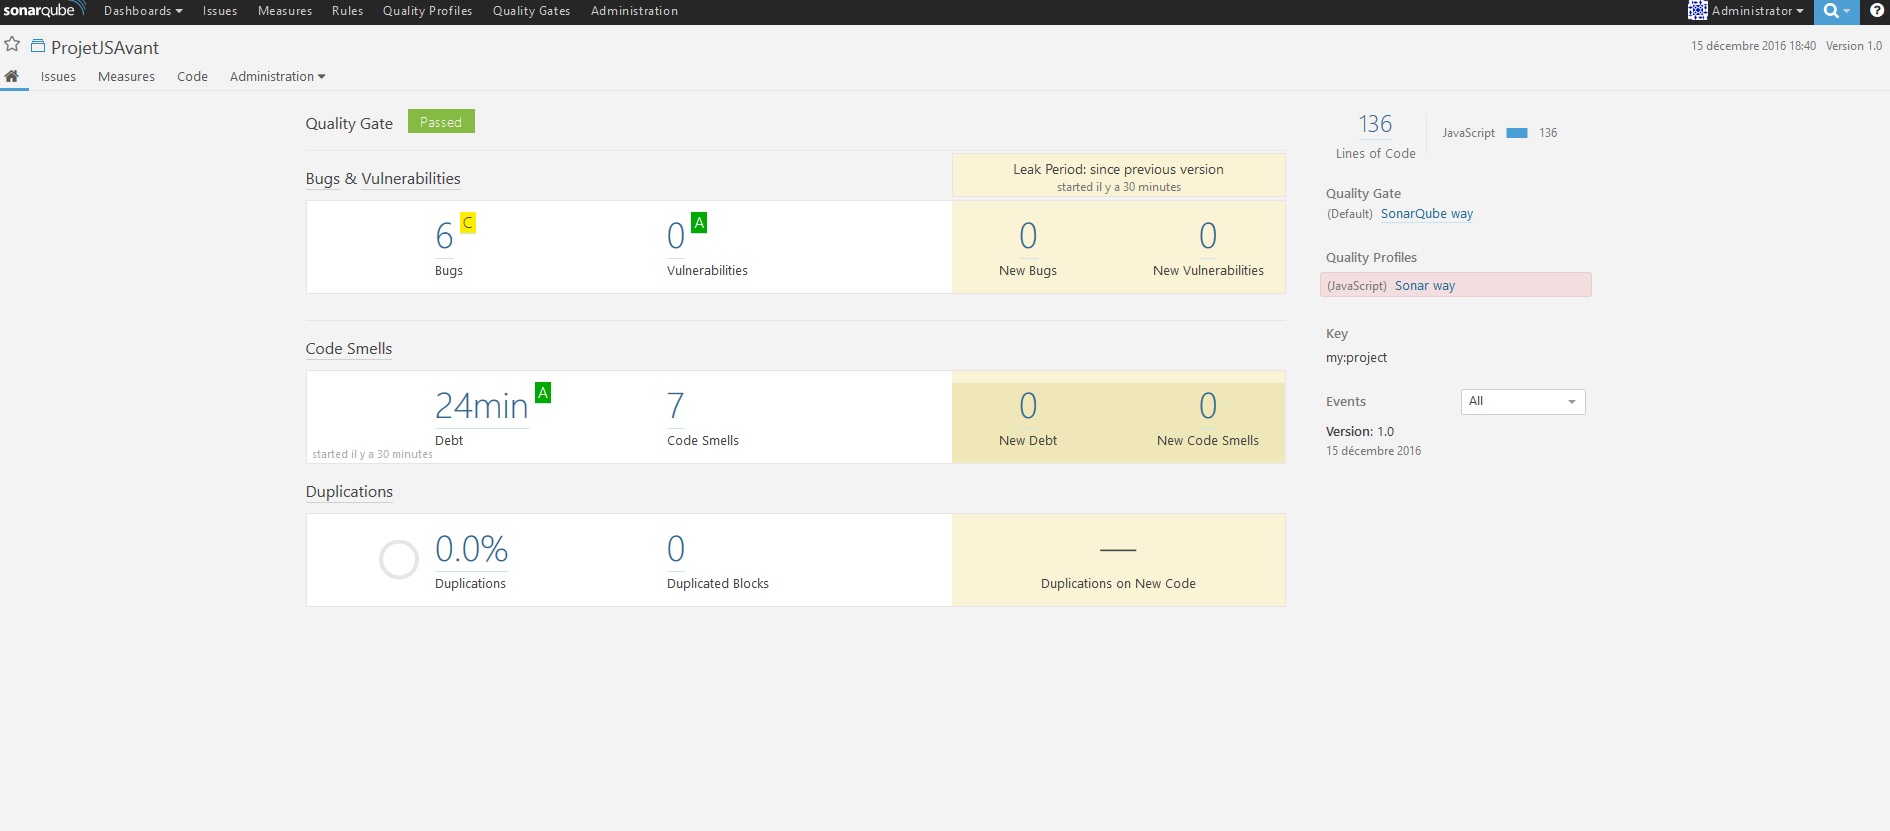 sonarqube Dashboards Issues Measures Rules Quality Profiles Quality Gates Administration Administrator ?
ProjetJSAvant 15 décembre 2016 18:40 Version 1.0
Issues Measures Code Administration
Quality Gate Passed
Bugs & Vulnerabilities
Leak Period: since previous version
started il y a 30 minutes
6 C 0 A 0 0
Bugs Vulnerabilities New Bugs New Vulnerabilities
Code Smells
24min A 7 0 0
Debt Code Smells New Debt New Code Smells
started il y a 30 minutes
Duplications
0.0% 0 —
Duplications Duplicated Blocks Duplications on New Code
136 JavaScript 136
Lines of Code
Quality Gate
(Default) SonarQube way
Quality Profiles
(JavaScript) Sonar way
Key
my:project
Events All
Version: 1.0
15 décembre 2016